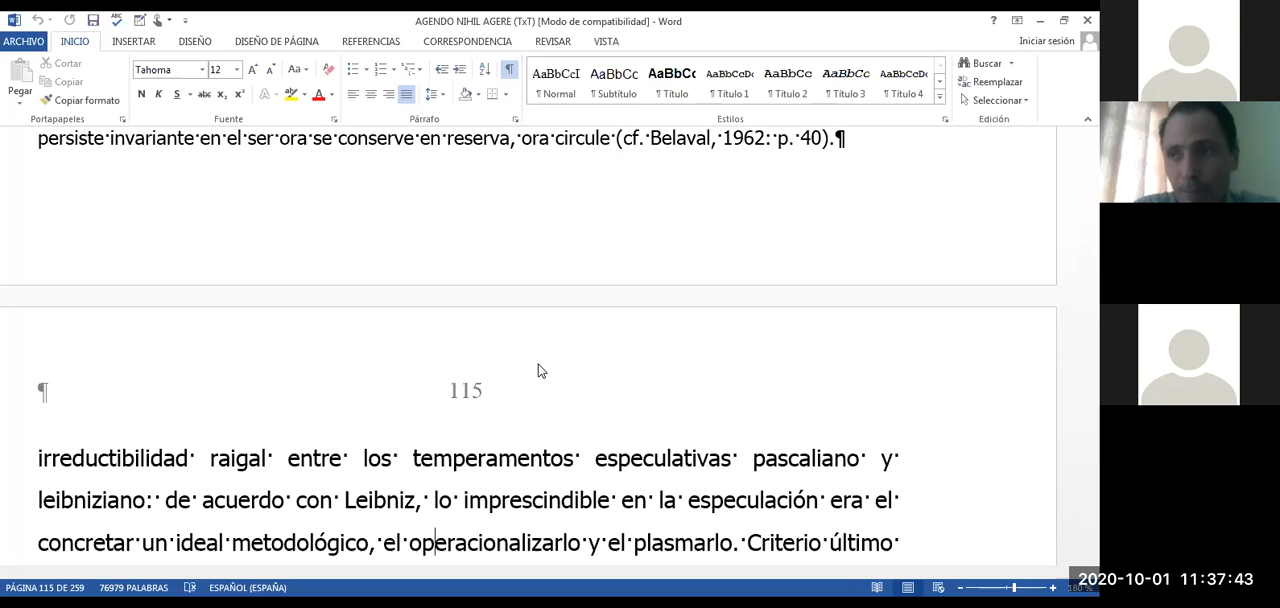 AGENDO NIHIL AGERE (TxT) [Modo de compatibilidad] - Word
ARCHIVO INICIO INSERTAR DISEÑO DISEÑO DE PÁGINA REFERENCIAS CORRESPONDENCIA REVISAR VISTA Iniciar sesión
Pegar
Cortar
Copiar
Copiar formato
Portapapeles
Tahoma 12
N K S abc x₂ x²
Fuente
Párrafo
AaBbCcI AaBbCc AaBbCc AaBbCcDc AaBbCc AaBbCc AaBbCcDc
¶ Normal ¶ Subtítulo ¶ Título ¶ Título 1 ¶ Título 2 ¶ Título 3 ¶ Título 4
Estilos
Buscar
Reemplazar
Seleccionar
Edición
persiste·invariante·en·el·ser·ora·se·conserve·en·reserva,·ora·circule·(cf.·Belaval,·1962:·p.·40).¶
¶ 115
irreductibilidad· raigal· entre· los· temperamentos· especulativas· pascaliano· y·
leibniziano:· de· acuerdo· con· Leibniz,· lo· imprescindible· en· la· especulación· era· el·
concretar·un·ideal·metodológico,·el·operacionalizarlo·y·el·plasmarlo.·Criterio·último·
PÁGINA 115 DE 259 76979 PALABRAS ESPAÑOL (ESPAÑA) 180 %
2020-10-01 11:37:43